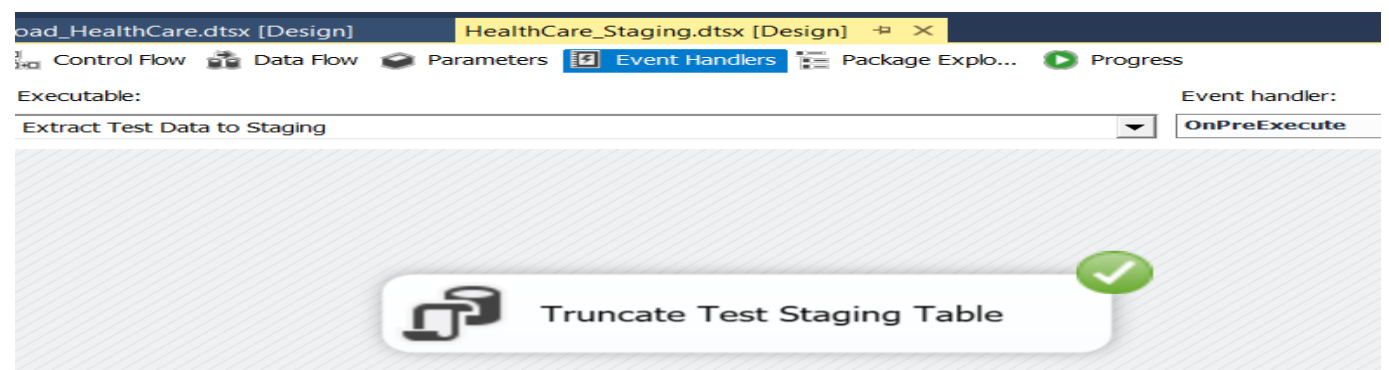 oad_HealthCare.dtsx [Design] HealthCare_Staging.dtsx [Design]
Control Flow Data Flow Parameters Event Handlers Package Explo... Progress
Executable: Event handler:
Extract Test Data to Staging OnPreExecute
Truncate Test Staging Table